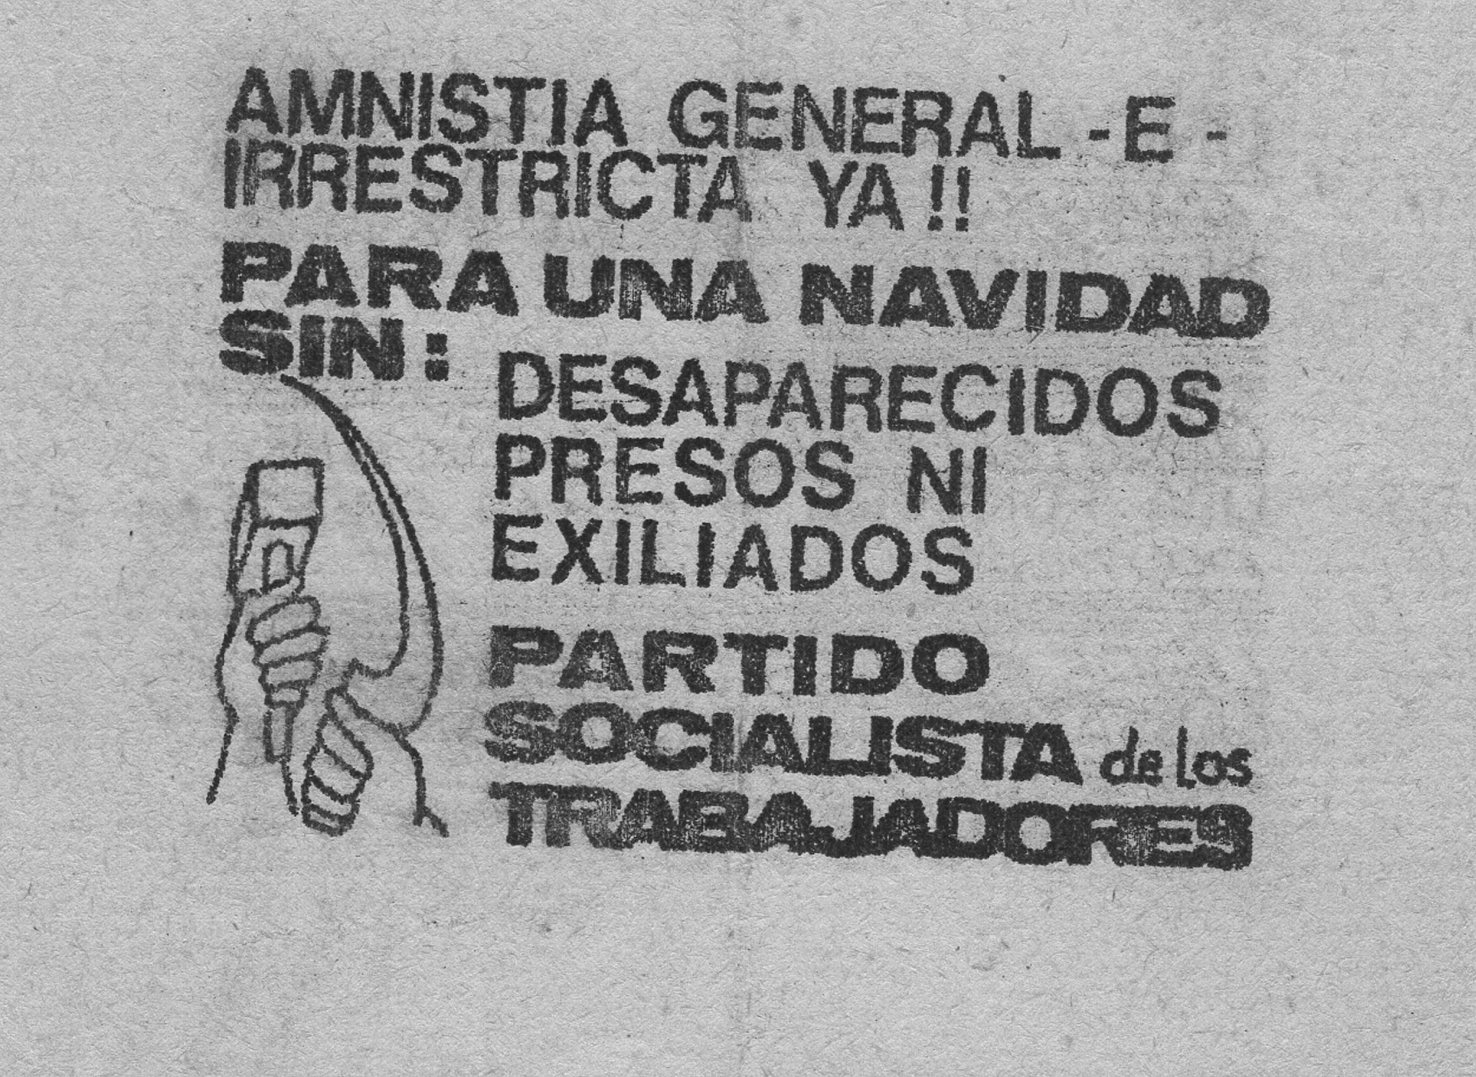 AMNISTIA GENERAL - E -
IRRESTRICTA YA !!
PARA UNA NAVIDAD
SIN :
DESAPARECIDOS
PRESOS NI
EXILIADOS
PARTIDO
SOCIALISTA de los
TRABAJADORES